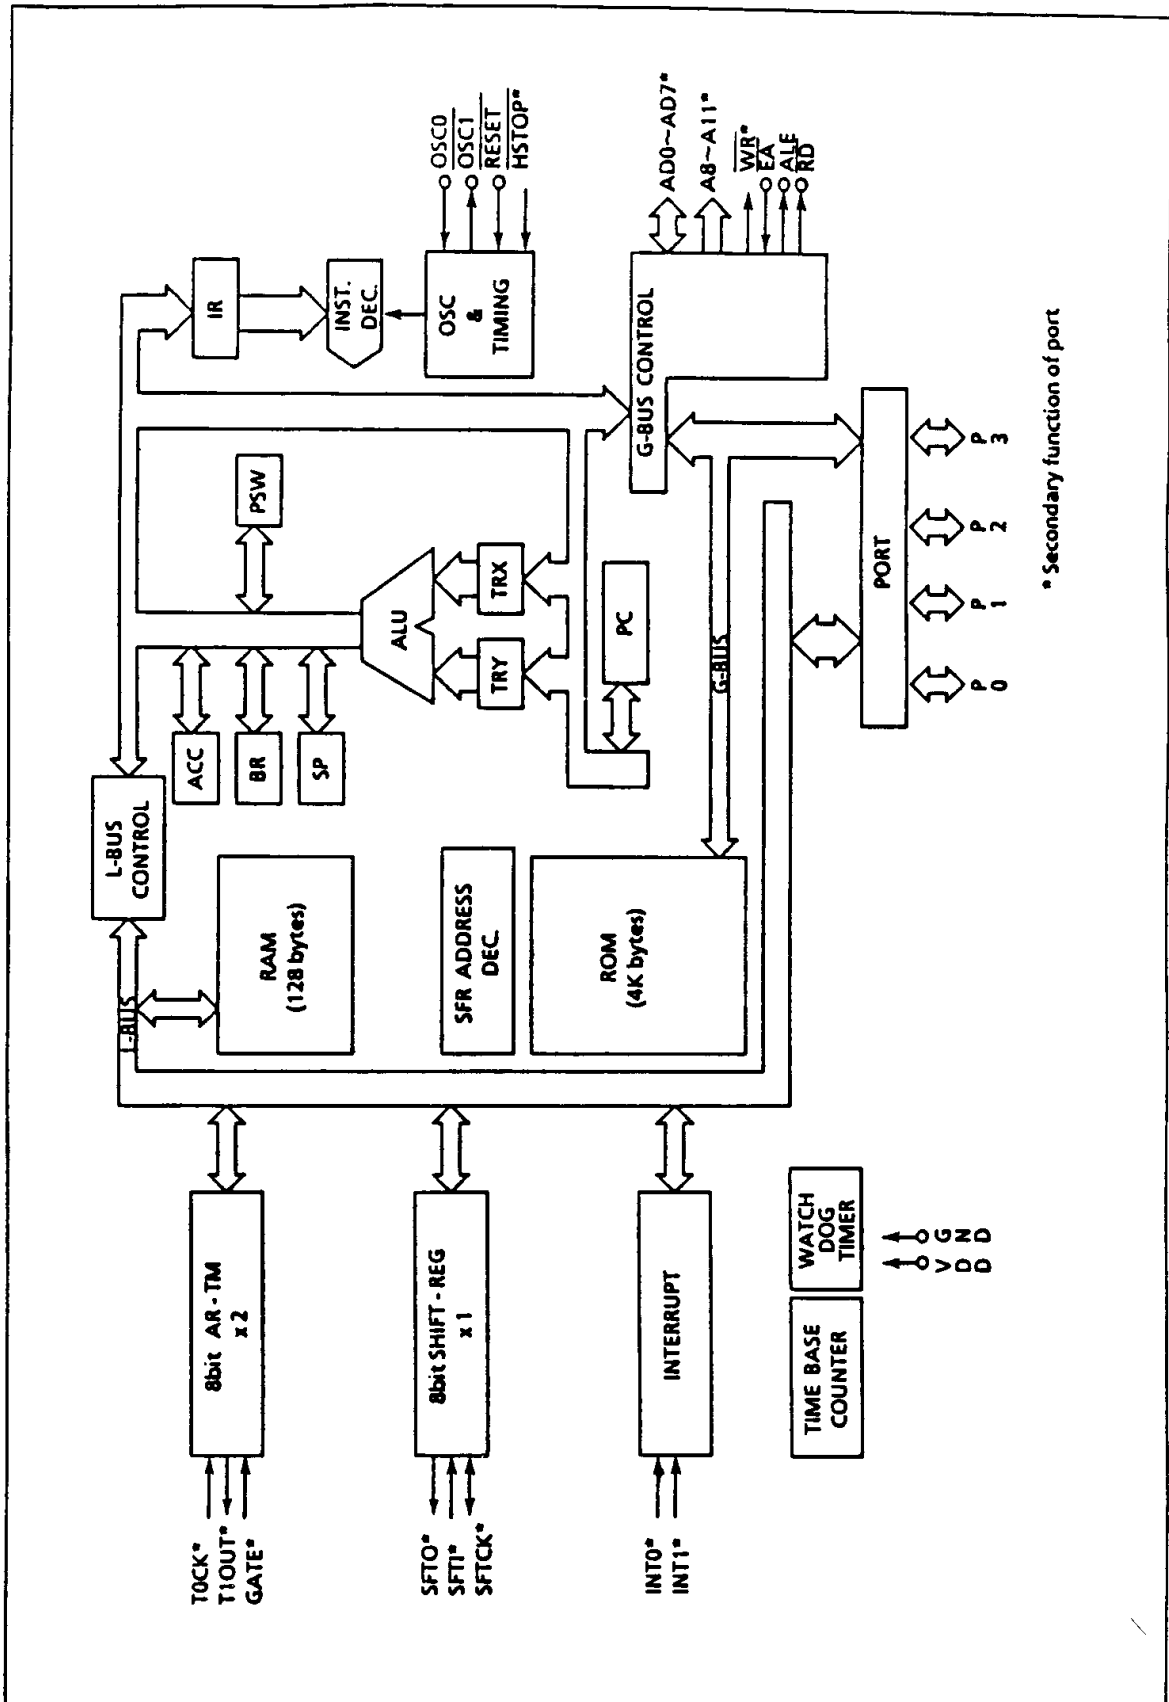 T0CK*
T1OUT*
GATE*
8bit AR-TM
x 2
SFTO*
SFTI*
SFTCK*
8bit SHIFT-REG
x 1
INT0*
INT1*
INTERRUPT
TIME BASE
COUNTER
WATCH
DOG
TIMER
VDD
GND
L-BUS
L-BUS
CONTROL
RAM
(128 bytes)
SFR ADDRESS
DEC.
ROM
(4K bytes)
ACC
BR
SP
PSW
ALU
TRY
TRX
PC
G-BUS
IR
INST.
DEC.
OSC
&
TIMING
OSC0
OSC1
RESET
HSTOP*
G-BUS CONTROL
AD0~AD7*
A8~A11*
WR*
EA
ALE
RD
PORT
P0
P1
P2
P3
* Secondary function of port